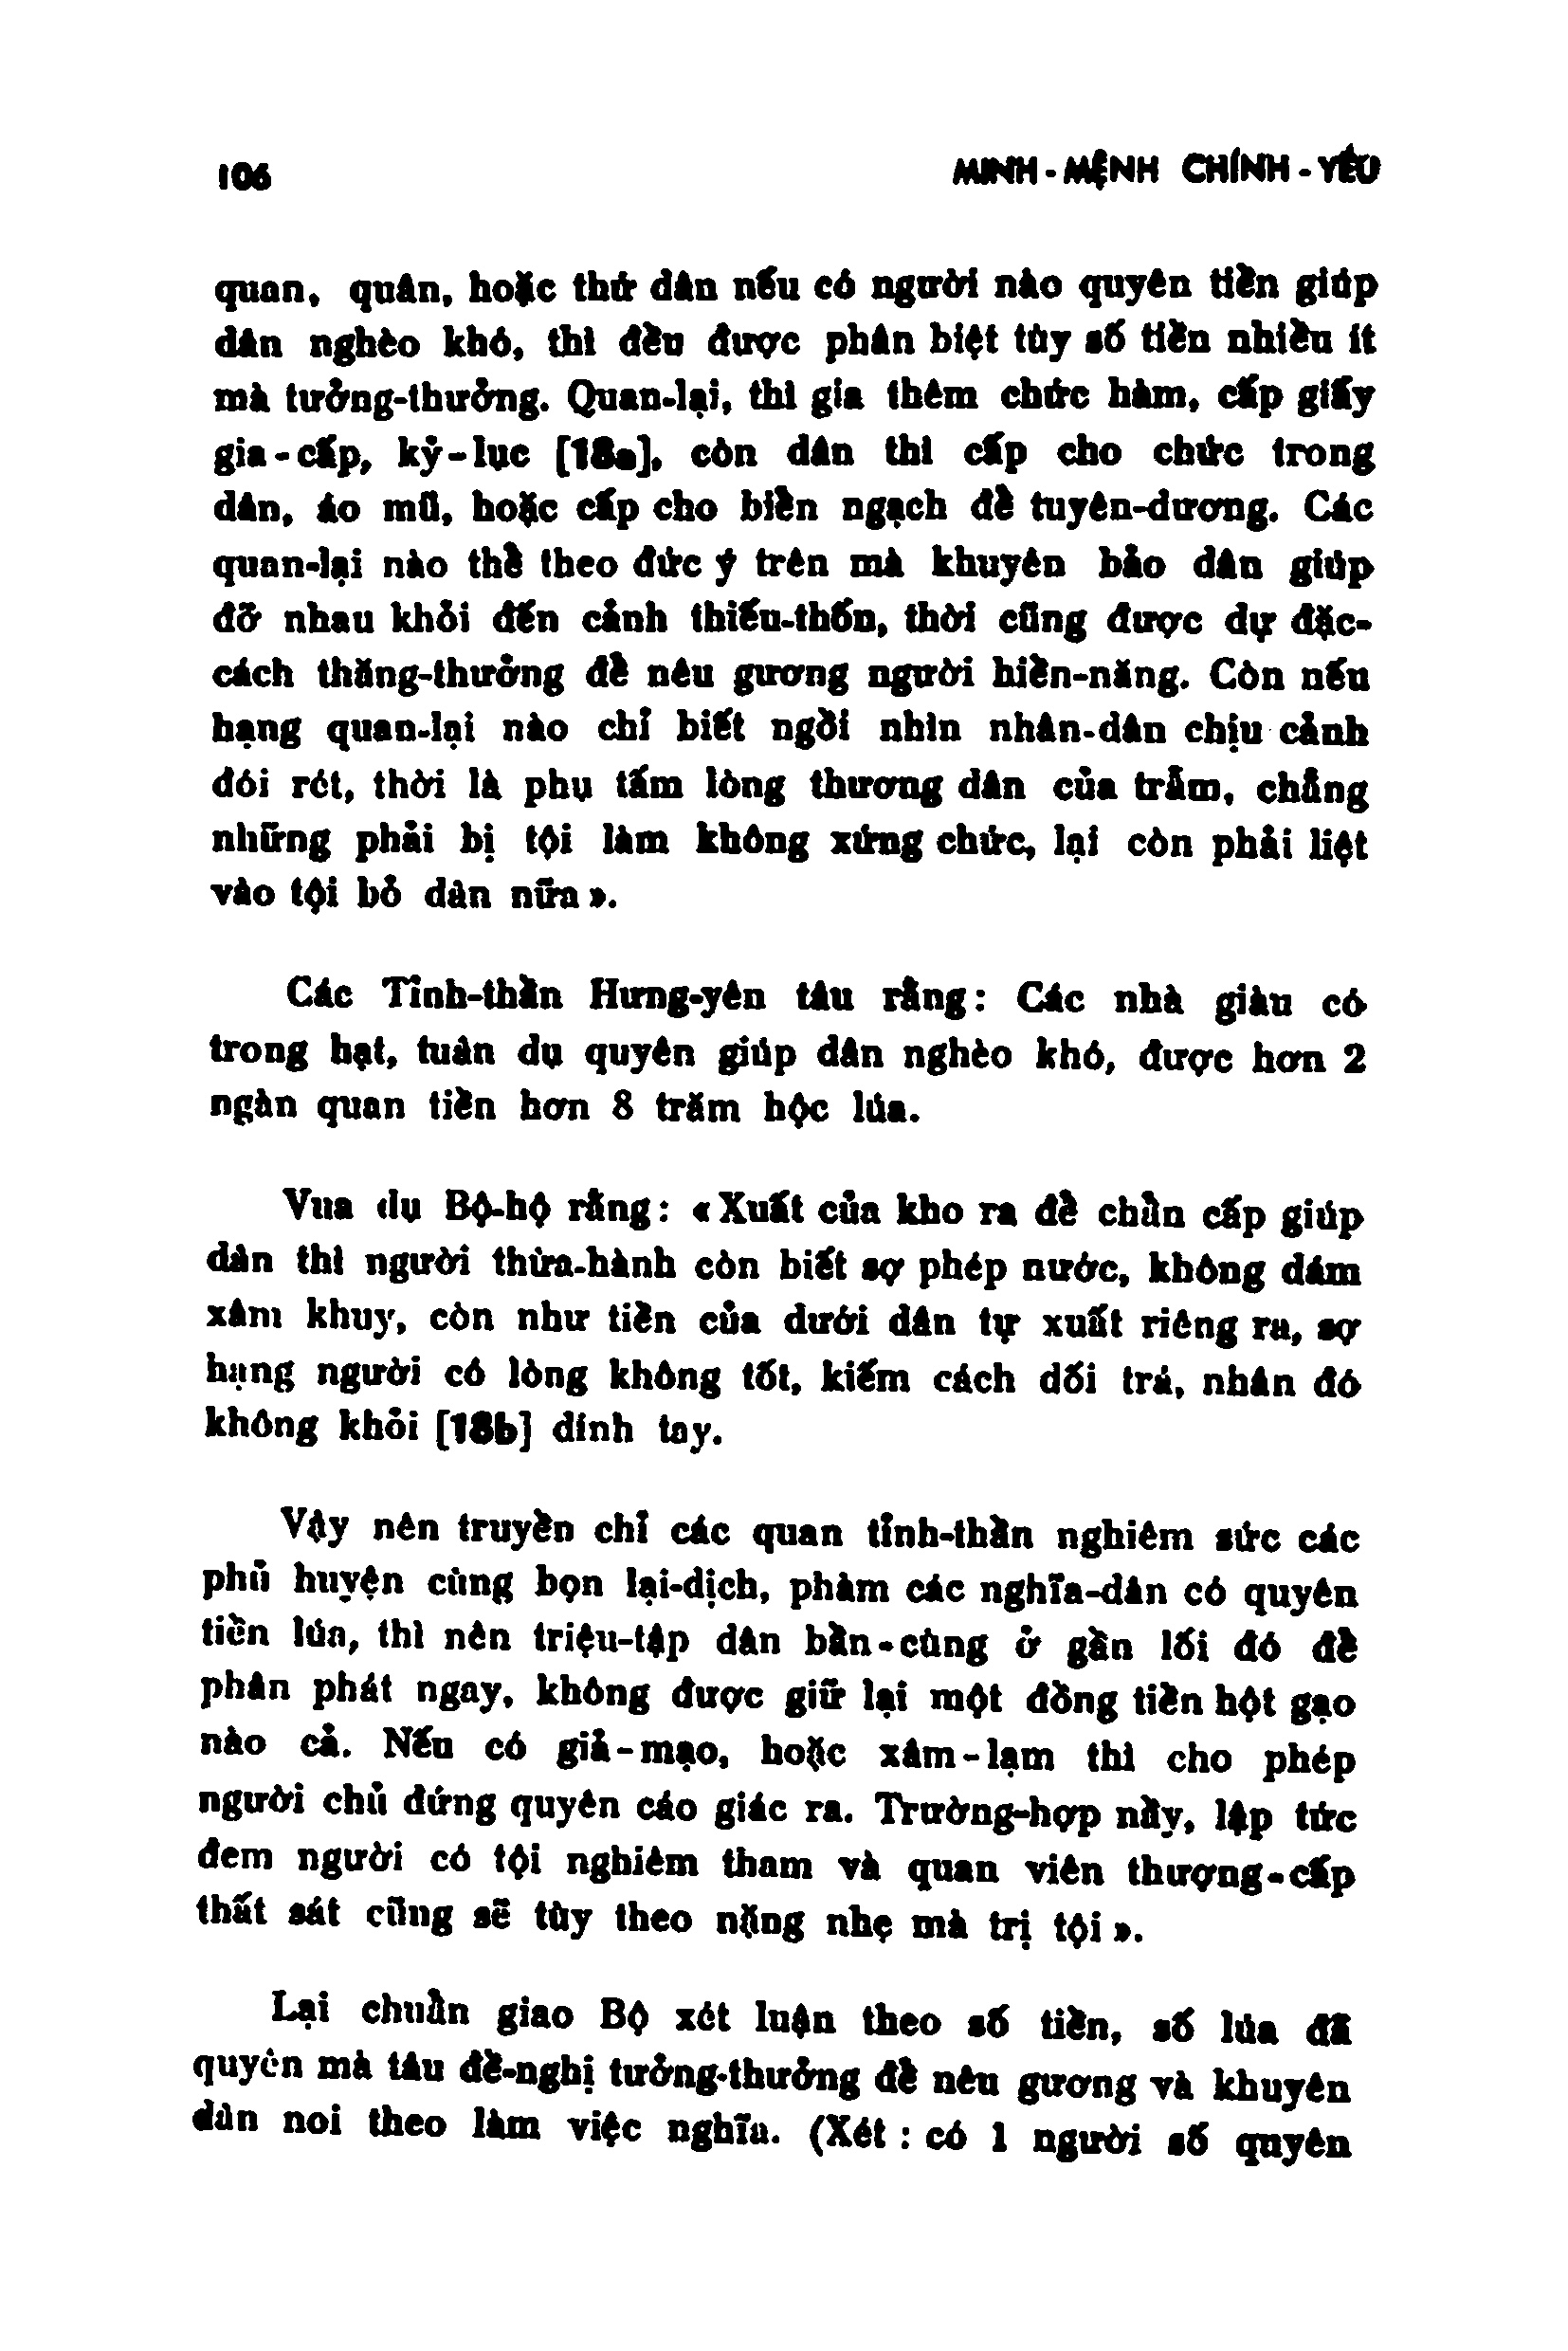 106
MINH-MỆNH CHÍNH-YẾU
quan, quân, hoặc thứ dân nếu có người nào quyên tiền giúp
dân nghèo khó, thì đều được phân biệt tùy số tiền nhiều ít
mà tưởng-thưởng. Quan-lại, thì gia thêm chức hàm, cấp giấy
gia-cấp, kỷ-lục [18a], còn dân thì cấp cho chức trong
dân, áo mũ, hoặc cấp cho biển ngạch để tuyên-dương. Các
quan-lại nào thể theo đức ý trên mà khuyên bảo dân giúp
đỡ nhau khỏi đến cảnh thiếu-thốn, thời cũng được dự đặc-
cách thăng-thưởng để nêu gương người hiền-năng. Còn nếu
hạng quan-lại nào chỉ biết ngồi nhìn nhân-dân chịu cảnh
đói rét, thời là phụ tấm lòng thương dân của trẫm, chẳng
những phải bị tội làm không xứng chức, lại còn phải liệt
vào tội bỏ dân nữa ».
Các Tỉnh-thần Hưng-yên tâu rằng: Các nhà giàu có
trong hạt, tuân dụ quyên giúp dân nghèo khó, được hơn 2
ngàn quan tiền hơn 8 trăm hộc lúa.
Vua dụ Bộ-hộ rằng: « Xuất của kho ra để chẩn cấp giúp
dân thì người thừa-hành còn biết sợ phép nước, không dám
xâm khuy, còn như tiền của dưới dân tự xuất riêng ra, sợ
hạng người có lòng không tốt, kiếm cách dối trá, nhân đó
không khỏi [18b] dính tay.
Vậy nên truyền chỉ các quan tỉnh-thần nghiêm sức các
phủ huyện cùng bọn lại-dịch, phàm các nghĩa-dân có quyên
tiền lúa, thì nên triệu-tập dân bần-cùng ở gần lối đó để
phân phát ngay, không được giữ lại một đồng tiền hột gạo
nào cả. Nếu có giả-mạo, hoặc xâm-lạm thì cho phép
người chủ đứng quyên cáo giác ra. Trường-hợp nầy, lập tức
đem người có tội nghiêm tham và quan viên thượng-cấp
thất sát cũng sẽ tùy theo nặng nhẹ mà trị tội ».
Lại chuẩn giao Bộ xét luận theo số tiền, số lúa đã
quyên mà tâu đề-nghị tưởng-thưởng để nêu gương và khuyên
dân noi theo làm việc nghĩa. (Xét : có 1 người số quyên